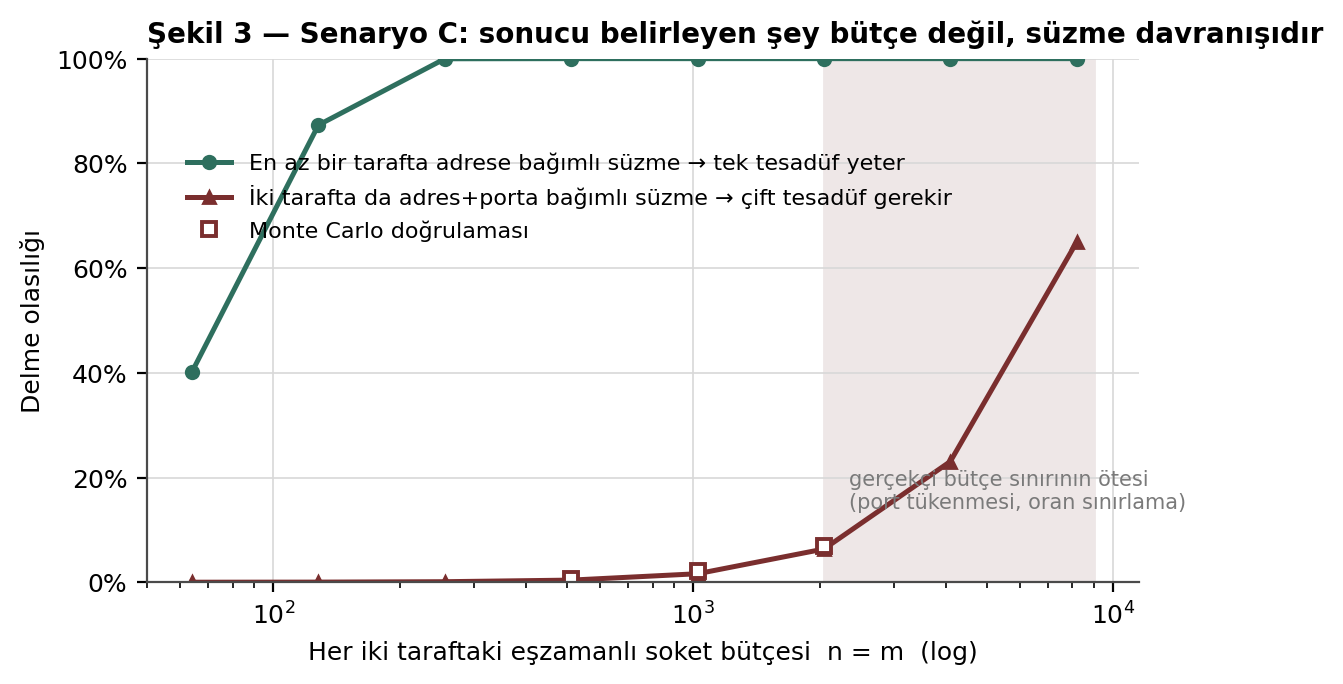 Şekil 3 — Senaryo C: sonucu belirleyen şey bütçe değil, süzme davranışıdır
100%
80%
60%
40%
20%
0%
Delme olasılığı
En az bir tarafta adrese bağımlı süzme → tek tesadüf yeter
İki tarafta da adres+porta bağımlı süzme → çift tesadüf gerekir
Monte Carlo doğrulaması
gerçekçi bütçe sınırının ötesi
(port tükenmesi, oran sınırlama)
10²
10³
10⁴
Her iki taraftaki eşzamanlı soket bütçesi n = m (log)